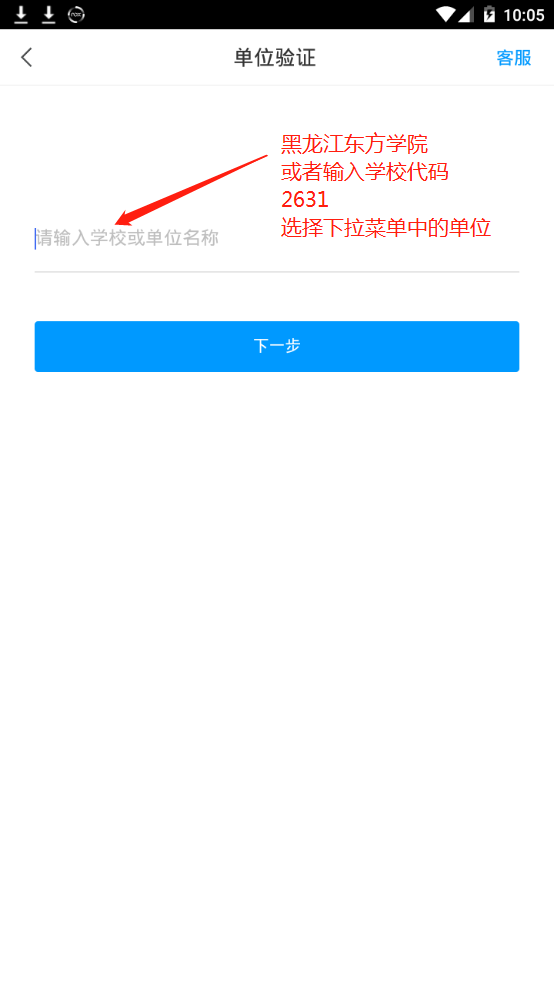 10:05
单位验证
客服
黑龙江东方学院
或者输入学校代码
2631
选择下拉菜单中的单位
请输入学校或单位名称
下一步